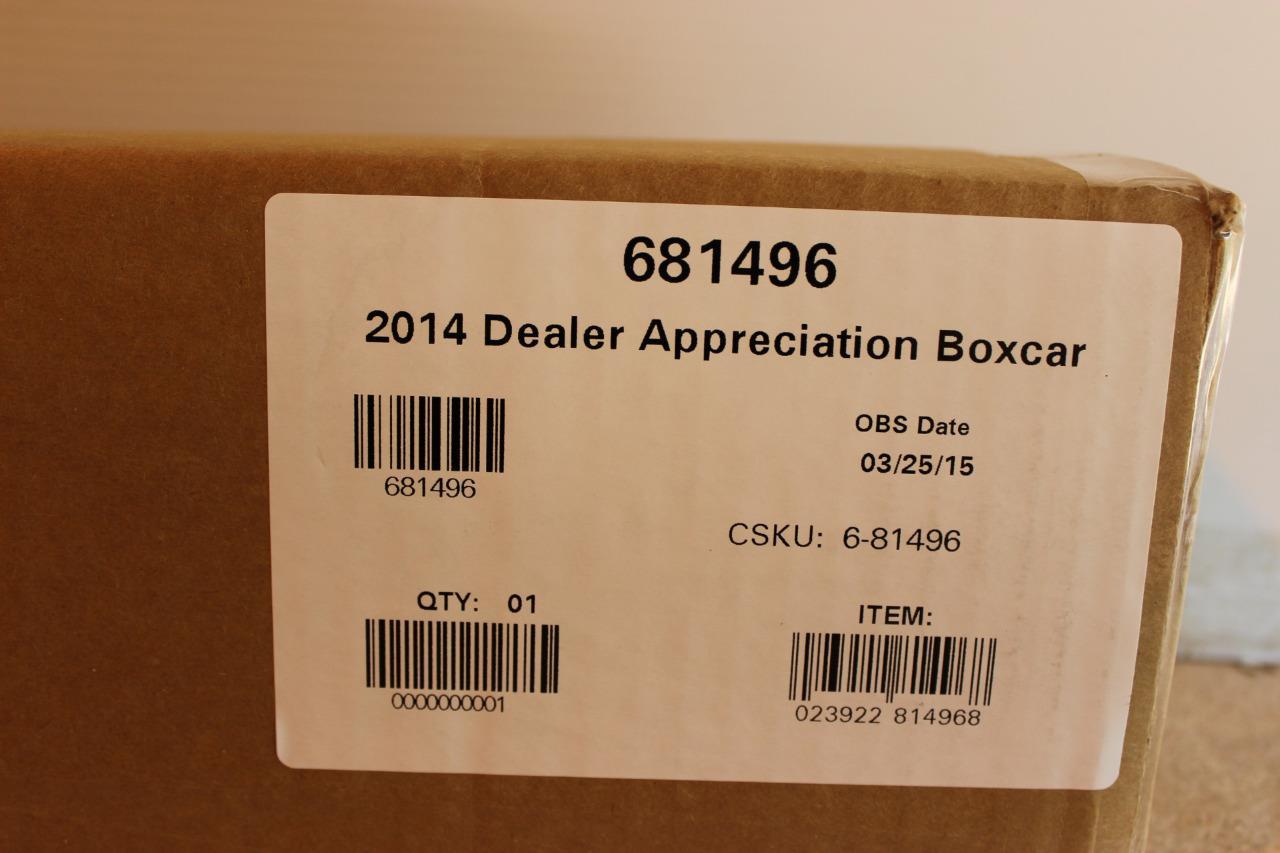 681496
2014 Dealer Appreciation Boxcar
681496
OBS Date
03/25/15
CSKU: 6-81496
QTY: 01
0000000001
ITEM:
023922 814968